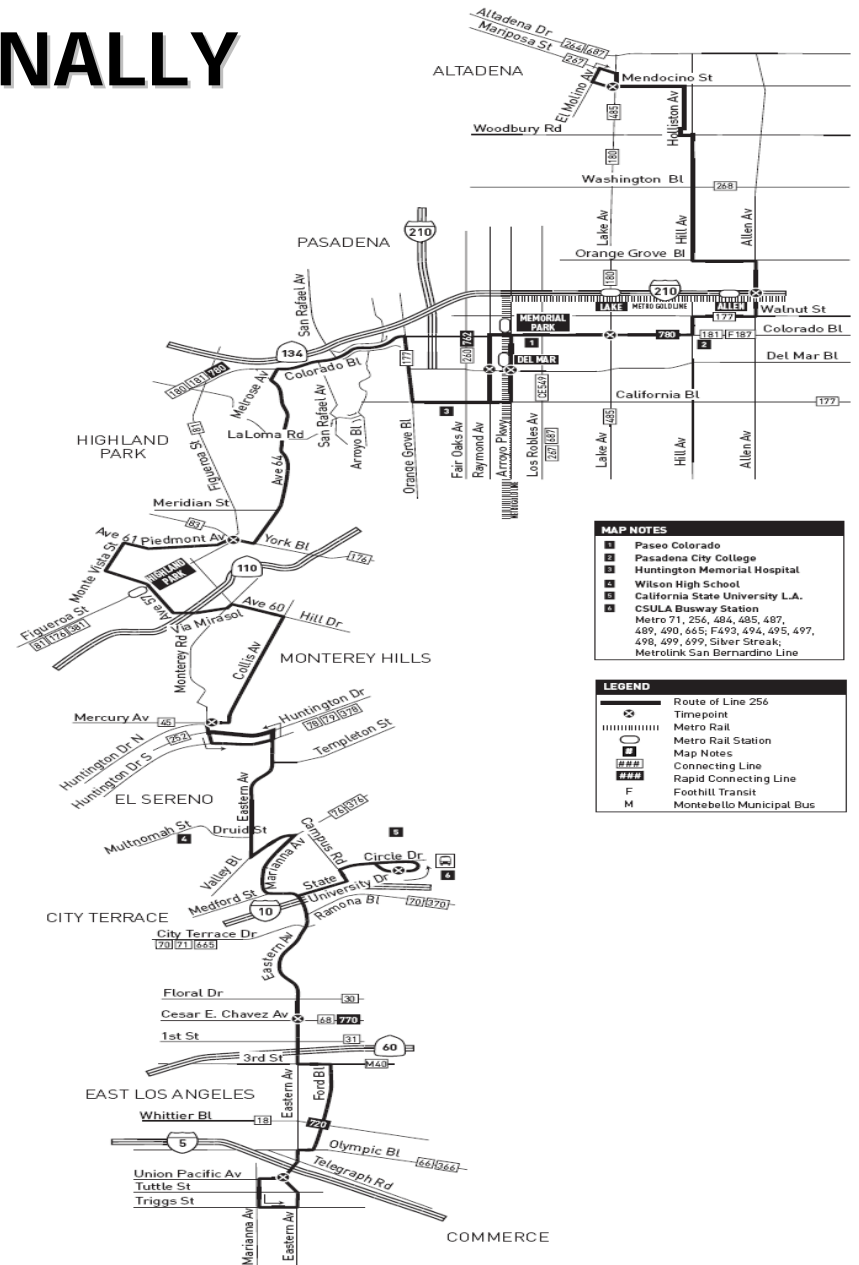 NALLY
Altadena Dr
264 687
Mariposa St
267
ALTADENA
Mendocino St
El Molino Av
485
Holliston Av
Woodbury Rd
180
Washington Bl
268
Lake Av
Hill Av
Allen Av
210
PASADENA
Orange Grove Bl
San Rafael Av
180
210
LAKE
METRO GOLD LINE
ALLEN
Walnut St
177
MEMORIAL
PARK
1
780
181 F187
Colorado Bl
2
134
762
260
177
DEL MAR
Del Mar Bl
Colorado Bl
180 181 780
Melrose Av
CE549
California Bl
177
3
485
San Rafael Av
Arroyo Bl
Orange Grove Bl
Fair Oaks Av
Raymond Av
Arroyo Pkwy
Los Robles Av
267 687
Lake Av
Hill Av
Allen Av
METRO GOLD LINE
HIGHLAND
PARK
LaLoma Rd
181
Figueroa St
Ave 64
Meridian St
83
Ave 61
Piedmont Av
York Bl
176
Monte Vista St
HIGHLAND
PARK
110
Ave 57
Figueroa St
81 176 381
Via Mirasol
Ave 60
Hill Dr
Monterey Rd
Collis Av
MONTEREY HILLS
Mercury Av
45
Huntington Dr
78 79 378
252
Huntington Dr N
Huntington Dr S
Templeton St
EL SERENO
Eastern Av
76 376
Multnomah St
4
Druid St
Campus Rd
5
Valley Bl
Marianna Av
Circle Dr
6
Medford St
State
University Dr
10
Ramona Bl
70 370
CITY TERRACE
City Terrace Dr
70 71 665
Eastern Av
Floral Dr
30
Cesar E. Chavez Av
68 770
1st St
31
60
3rd St
M40
EAST LOS ANGELES
Eastern Av
Ford Bl
Whittier Bl
18
720
5
Olympic Bl
66 366
Telegraph Rd
Union Pacific Av
Tuttle St
Triggs St
Marianna Av
Eastern Av
COMMERCE
MAP NOTES
1 Paseo Colorado
2 Pasadena City College
3 Huntington Memorial Hospital
4 Wilson High School
5 California State University L.A.
6 CSULA Busway Station
Metro 71, 256, 484, 485, 487,
489, 490, 665; F493, 494, 495, 497,
498, 499, 699, Silver Streak;
Metrolink San Bernardino Line
LEGEND
Route of Line 256
Timepoint
Metro Rail
Metro Rail Station
# Map Notes
### Connecting Line
### Rapid Connecting Line
F Foothill Transit
M Montebello Municipal Bus